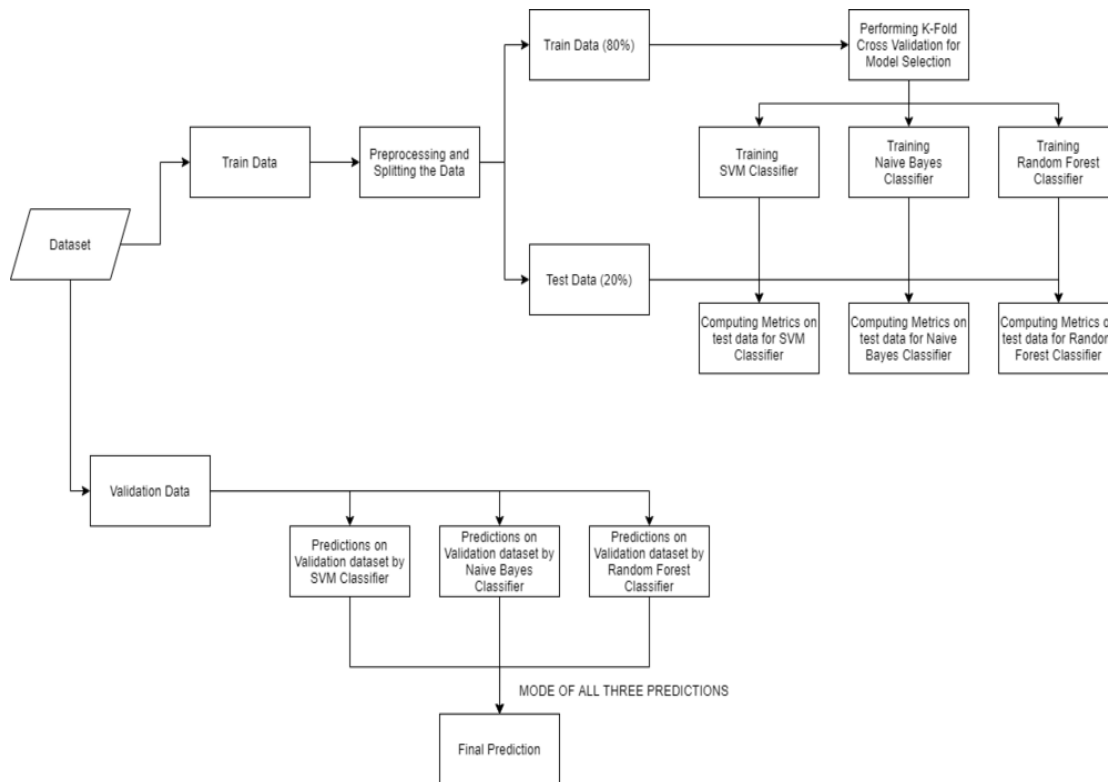 Train Data (80%)
Performing K-Fold
Cross Validation for
Model Selection
Train Data
Preprocessing and
Splitting the Data
Training
SVM Classifier
Training
Naive Bayes
Classifier
Training
Random Forest
Classifier
Dataset
Test Data (20%)
Computing Metrics on
test data for SVM
Classifier
Computing Metrics on
test data for Naive
Bayes Classifier
Computing Metrics on
test data for Random
Forest Classifier
Validation Data
Predictions on
Validation dataset by
SVM Classifier
Predictions on
Validation dataset by
Naive Bayes
Classifier
Predictions on
Validation dataset by
Random Forest
Classifier
MODE OF ALL THREE PREDICTIONS
Final Prediction